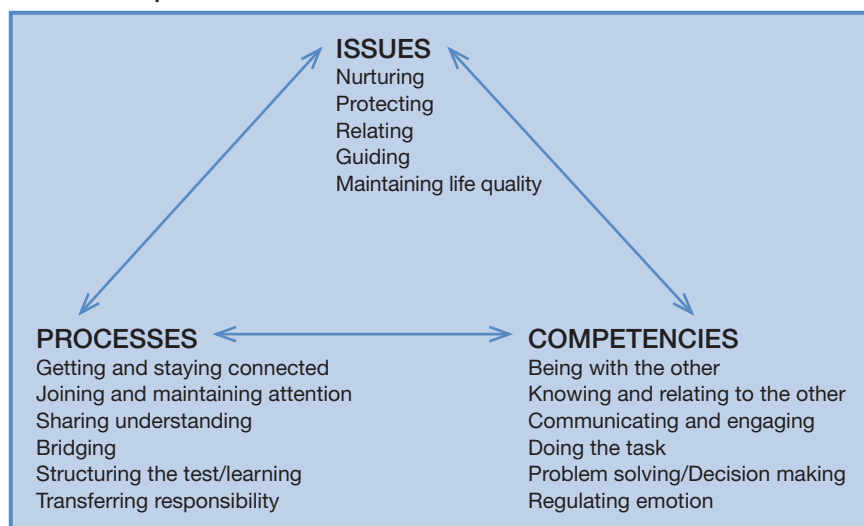 ISSUES
Nurturing
Protecting
Relating
Guiding
Maintaining life quality
PROCESSES
Getting and staying connected
Joining and maintaining attention
Sharing understanding
Bridging
Structuring the test/learning
Transferring responsibility
COMPETENCIES
Being with the other
Knowing and relating to the other
Communicating and engaging
Doing the task
Problem solving/Decision making
Regulating emotion